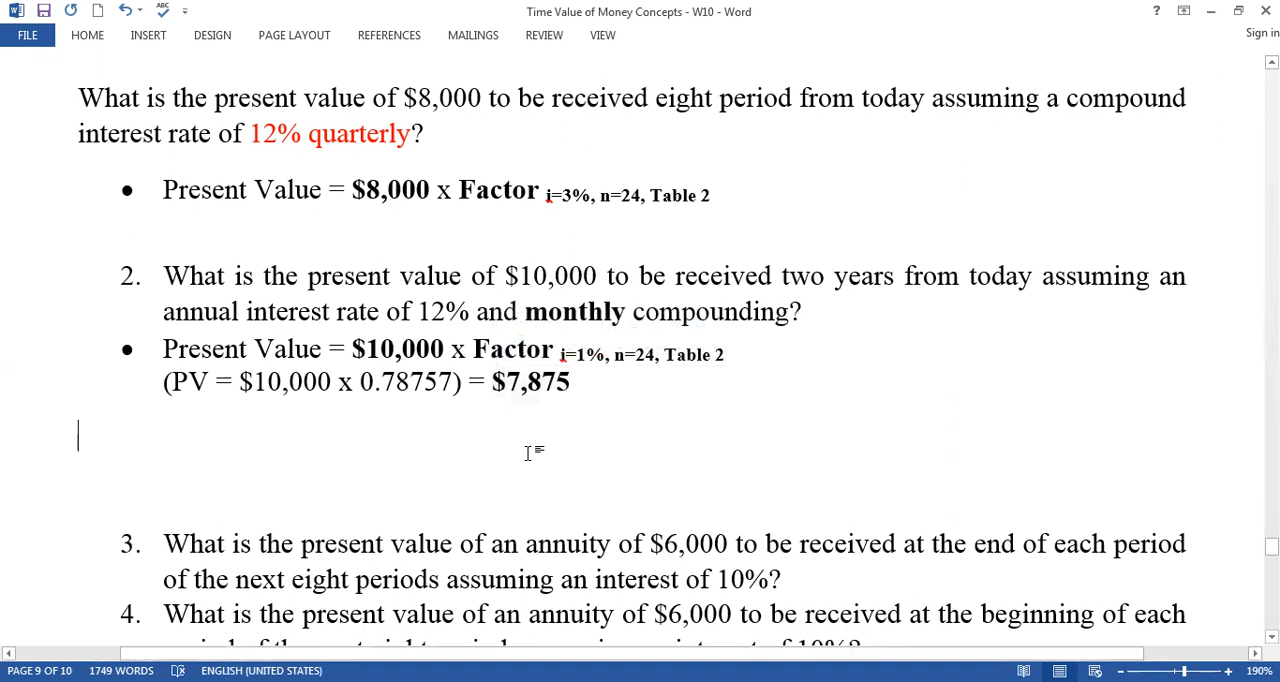 Time Value of Money Concepts - W10 - Word
Sign in
FILE HOME INSERT DESIGN PAGE LAYOUT REFERENCES MAILINGS REVIEW VIEW
What is the present value of $8,000 to be received eight period from today assuming a compound
interest rate of 12% quarterly?
• Present Value = $8,000 x Factor i=3%, n=24, Table 2
2. What is the present value of $10,000 to be received two years from today assuming an
annual interest rate of 12% and monthly compounding?
• Present Value = $10,000 x Factor i=1%, n=24, Table 2
(PV = $10,000 x 0.78757) = $7,875
3. What is the present value of an annuity of $6,000 to be received at the end of each period
of the next eight periods assuming an interest of 10%?
4. What is the present value of an annuity of $6,000 to be received at the beginning of each
PAGE 9 OF 10 1749 WORDS ENGLISH (UNITED STATES) 190%